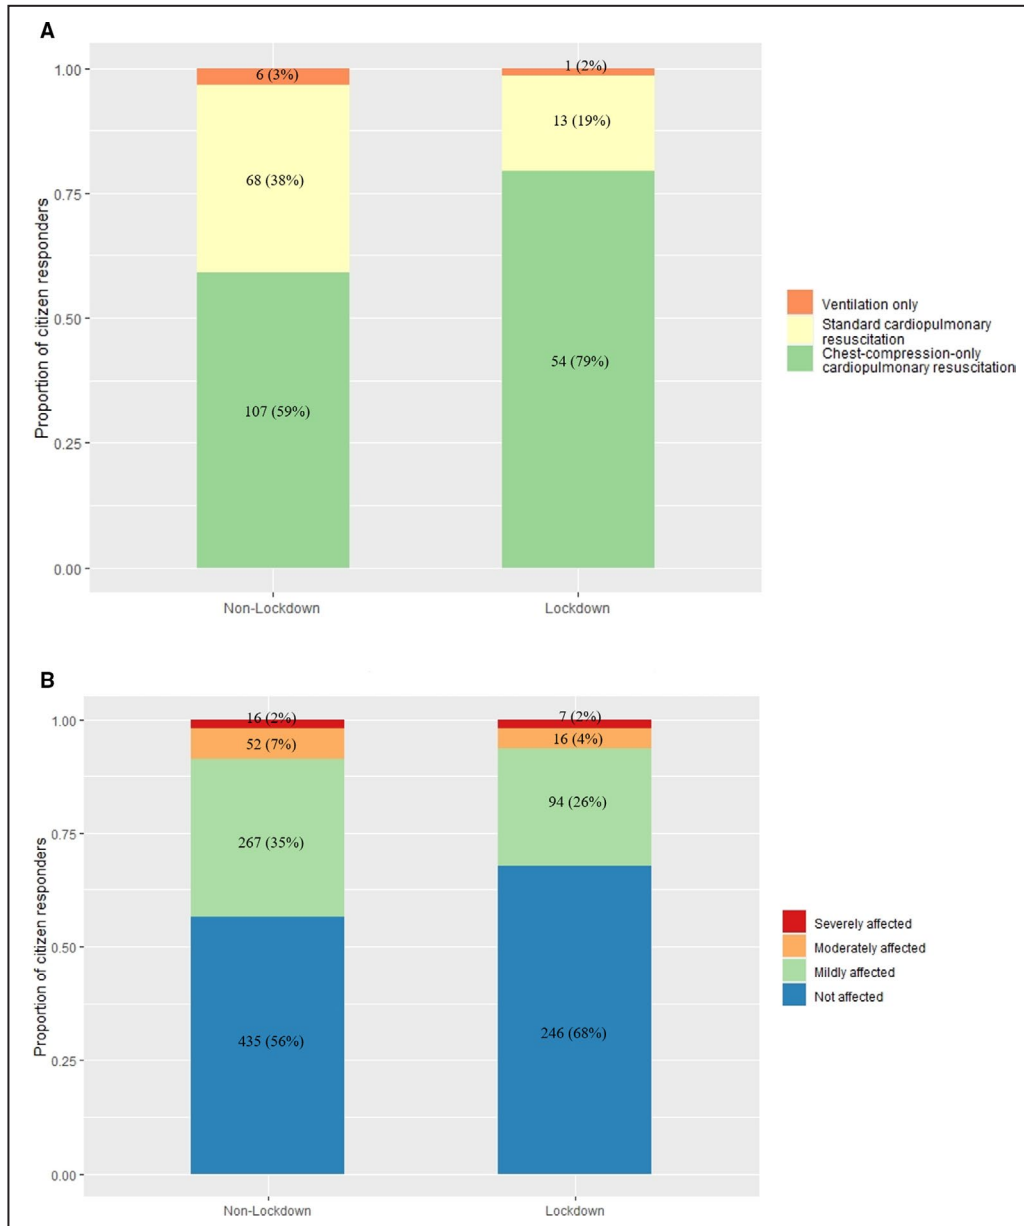 A
Proportion of citizen responders
1.00
0.75
0.50
0.25
0.00
6 (3%)
68 (38%)
107 (59%)
1 (2%)
13 (19%)
54 (79%)
Non-Lockdown
Lockdown
Ventilation only
Standard cardiopulmonary
resuscitation
Chest-compression-only
cardiopulmonary resuscitation
B
Proportion of citizen responders
1.00
0.75
0.50
0.25
0.00
16 (2%)
52 (7%)
267 (35%)
435 (56%)
7 (2%)
16 (4%)
94 (26%)
246 (68%)
Non-Lockdown
Lockdown
Severely affected
Moderately affected
Mildly affected
Not affected